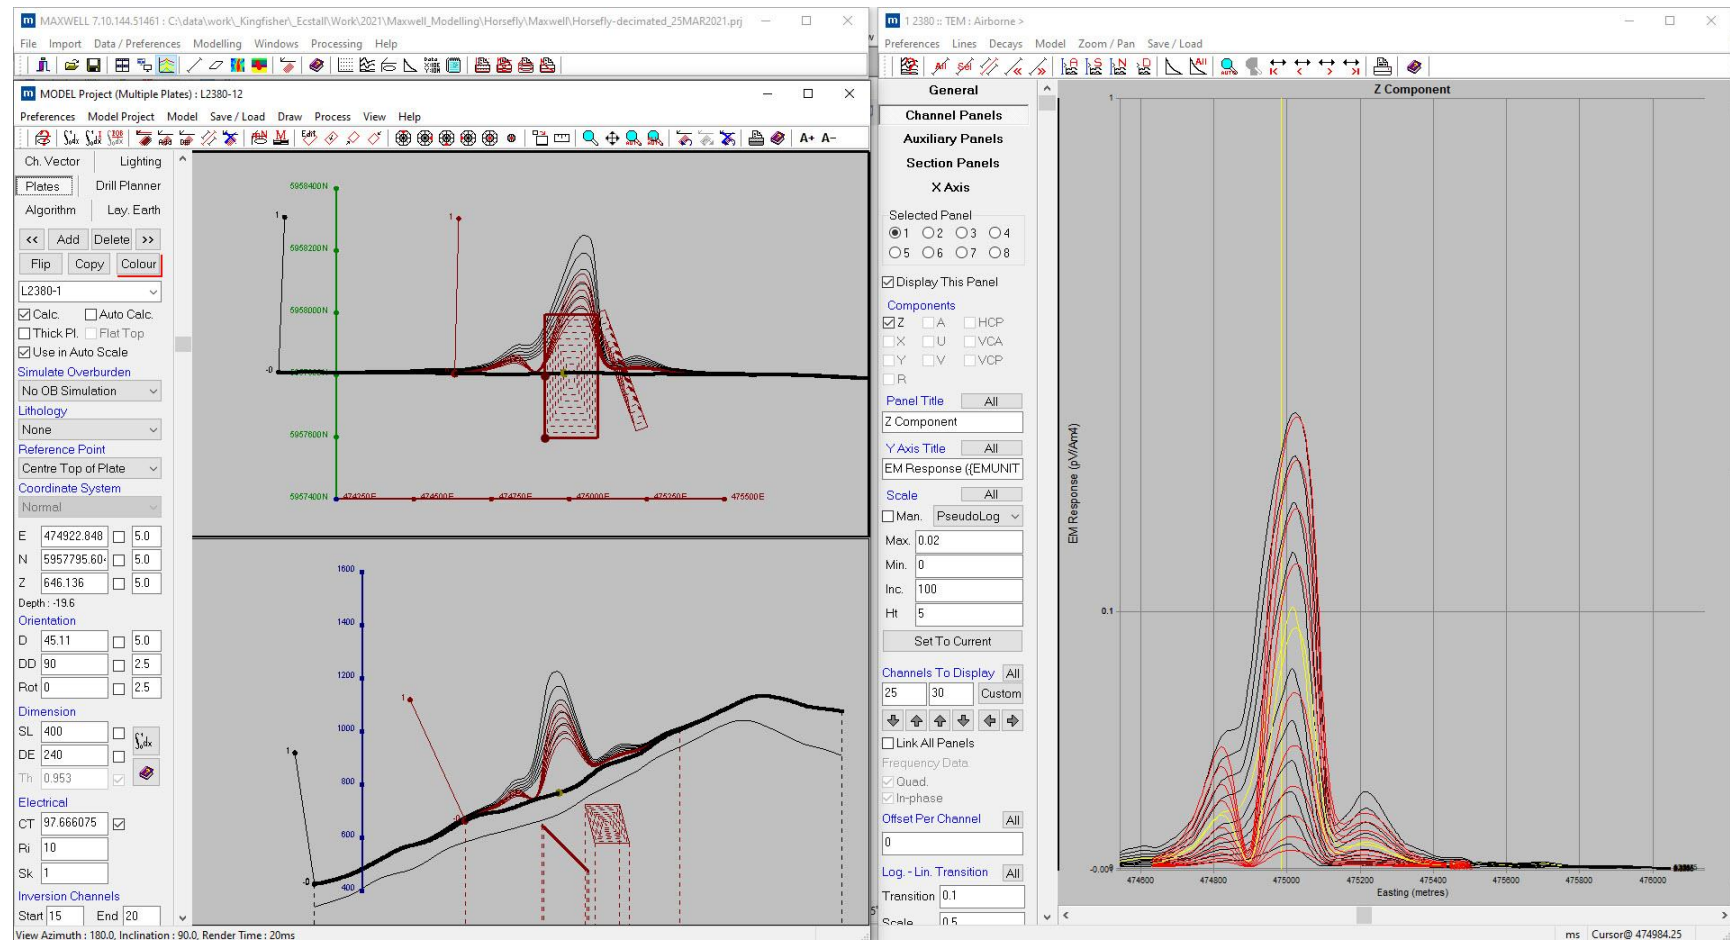 MAXWELL 7.10.144.51461 : C:\data\work\_Kingfisher_Ecstall\Work\2021\Maxwell_Modelling\Horsefly\Maxwell\Horsefly-decimated_25MAR2021.prj
File Import Data / Preferences Modelling Windows Processing Help
MODEL Project (Multiple Plates) : L2380-12
Preferences Model Project Model Save / Load Draw Process View Help
A+ A-
Ch. Vector Lighting
Plates Drill Planner
Algorithm Lay. Earth
<< Add Delete >>
Flip Copy Colour
L2380-1
Calc. Auto Calc.
Thick Pl. Flat Top
Use in Auto Scale
Simulate Overburden
No OB Simulation
Lithology
None
Reference Point
Centre Top of Plate
Coordinate System
Normal
E 474922.848 5.0
N 5957795.60 5.0
Z 646.136 5.0
Depth : -19.6
Orientation
D 45.11 5.0
DD 90 2.5
Rot 0 2.5
Dimension
SL 400
DE 240
Th 0.953
Electrical
CT 97.666075
Ri 10
Sk 1
Inversion Channels
Start 15 End 20
View Azimuth : 180.0, Inclination : 90.0, Render Time : 20ms
5958400N
1 1
5958200N
5958000N
-0
5957600N
5957400N 474250E 474500E 474750E 475000E 475250E 475500E
1600
1400
1200
1
1000
1
800
-0
600
-0
400
1 2380 :: TEM : Airborne >
Preferences Lines Decays Model Zoom / Pan Save / Load
General
Channel Panels
Auxiliary Panels
Section Panels
X Axis
Selected Panel
1 2 3 4
5 6 7 8
Display This Panel
Components
Z A HCP
X U VCA
Y V VCP
R
Panel Title All
Z Component
Y Axis Title All
EM Response ({EMUNIT
Scale All
Man. PseudoLog
Max. 0.02
Min. 0
Inc. 100
Ht 5
Set To Current
Channels To Display All
25 30 Custom
Link All Panels
Frequency Data
Quad.
In-phase
Offset Per Channel All
0
Log. - Lin. Transition All
Transition 0.1
Scale 0.5
Z Component
1
EM Response (pV/Am4)
0.1
-0.009
474600 474800 475000 475200 475400 475600 475800 476000
Easting (metres)
ms Cursor@ 474984.25